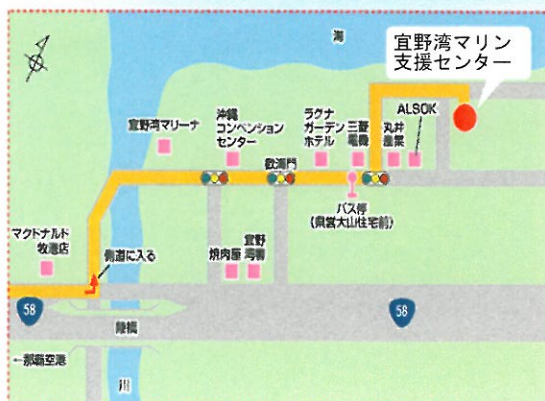 海
宜野湾マリン
支援センター
宜野湾マリーナ
沖縄
コンベンション
センター
歓海門
ラグナ
ガーデン
ホテル
三菱
電機
丸井
産業
ALSOK
バス停
(県営大山住宅前)
マクドナルド
牧港店
側道に入る
焼肉屋
宜野
湾署
58
58
陸橋
←那覇空港
川